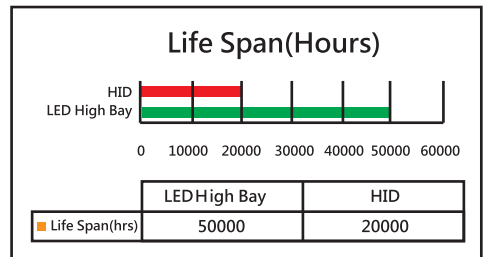 Life Span(Hours)
HID
LED High Bay
0 10000 20000 30000 40000 50000 60000
LED High Bay HID
Life Span(hrs) 50000 20000